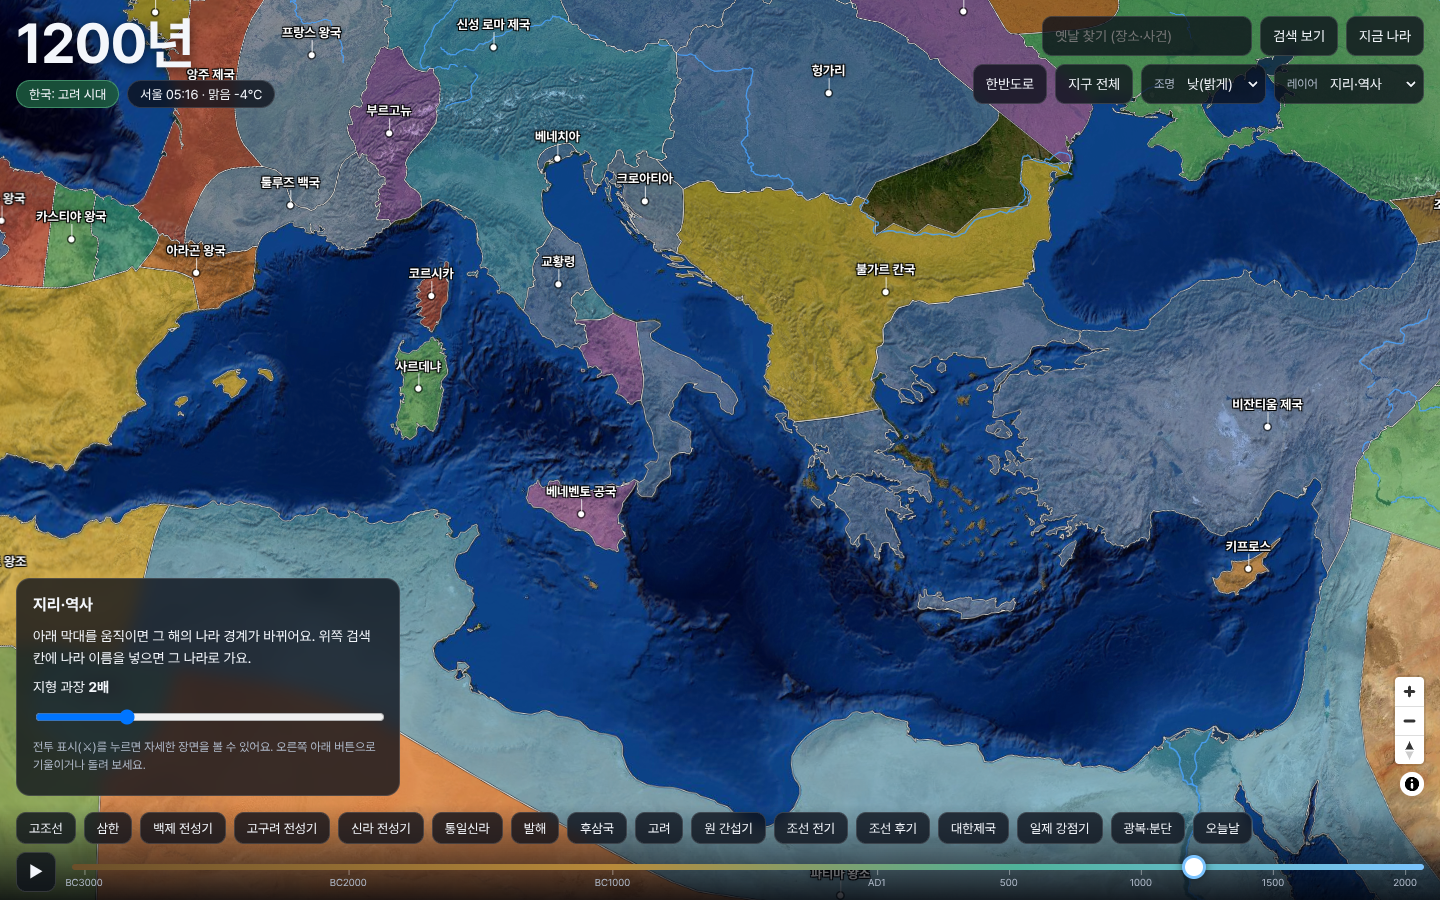 1200년
한국: 고려 시대
서울 05:16 · 맑음 -4°C
옛날 찾기 (장소·사건)
검색 보기
지금 나라
한반도로
지구 전체
조명 낮(밝게)
레이어 지리·역사
프랑스 왕국
신성 로마 제국
앙주 제국
헝가리
부르고뉴
베네치아
툴루즈 백국
크로아티아
왕국
카스티야 왕국
아라곤 왕국
교황령
코르시카
불가르 칸국
사르데냐
비잔티움 제국
베네벤토 공국
키프로스
왕조
지리·역사
아래 막대를 움직이면 그 해의 나라 경계가 바뀌어요. 위쪽 검색
칸에 나라 이름을 넣으면 그 나라로 가요.
지형 과장 2배
전투 표시(⚔)를 누르면 자세한 장면을 볼 수 있어요. 오른쪽 아래 버튼으로
기울이거나 돌려 보세요.
고조선
삼한
백제 전성기
고구려 전성기
신라 전성기
통일신라
발해
후삼국
고려
원 간섭기
조선 전기
조선 후기
대한제국
일제 강점기
광복·분단
오늘날
파티마 왕조
BC3000
BC2000
BC1000
AD1
500
1000
1500
2000